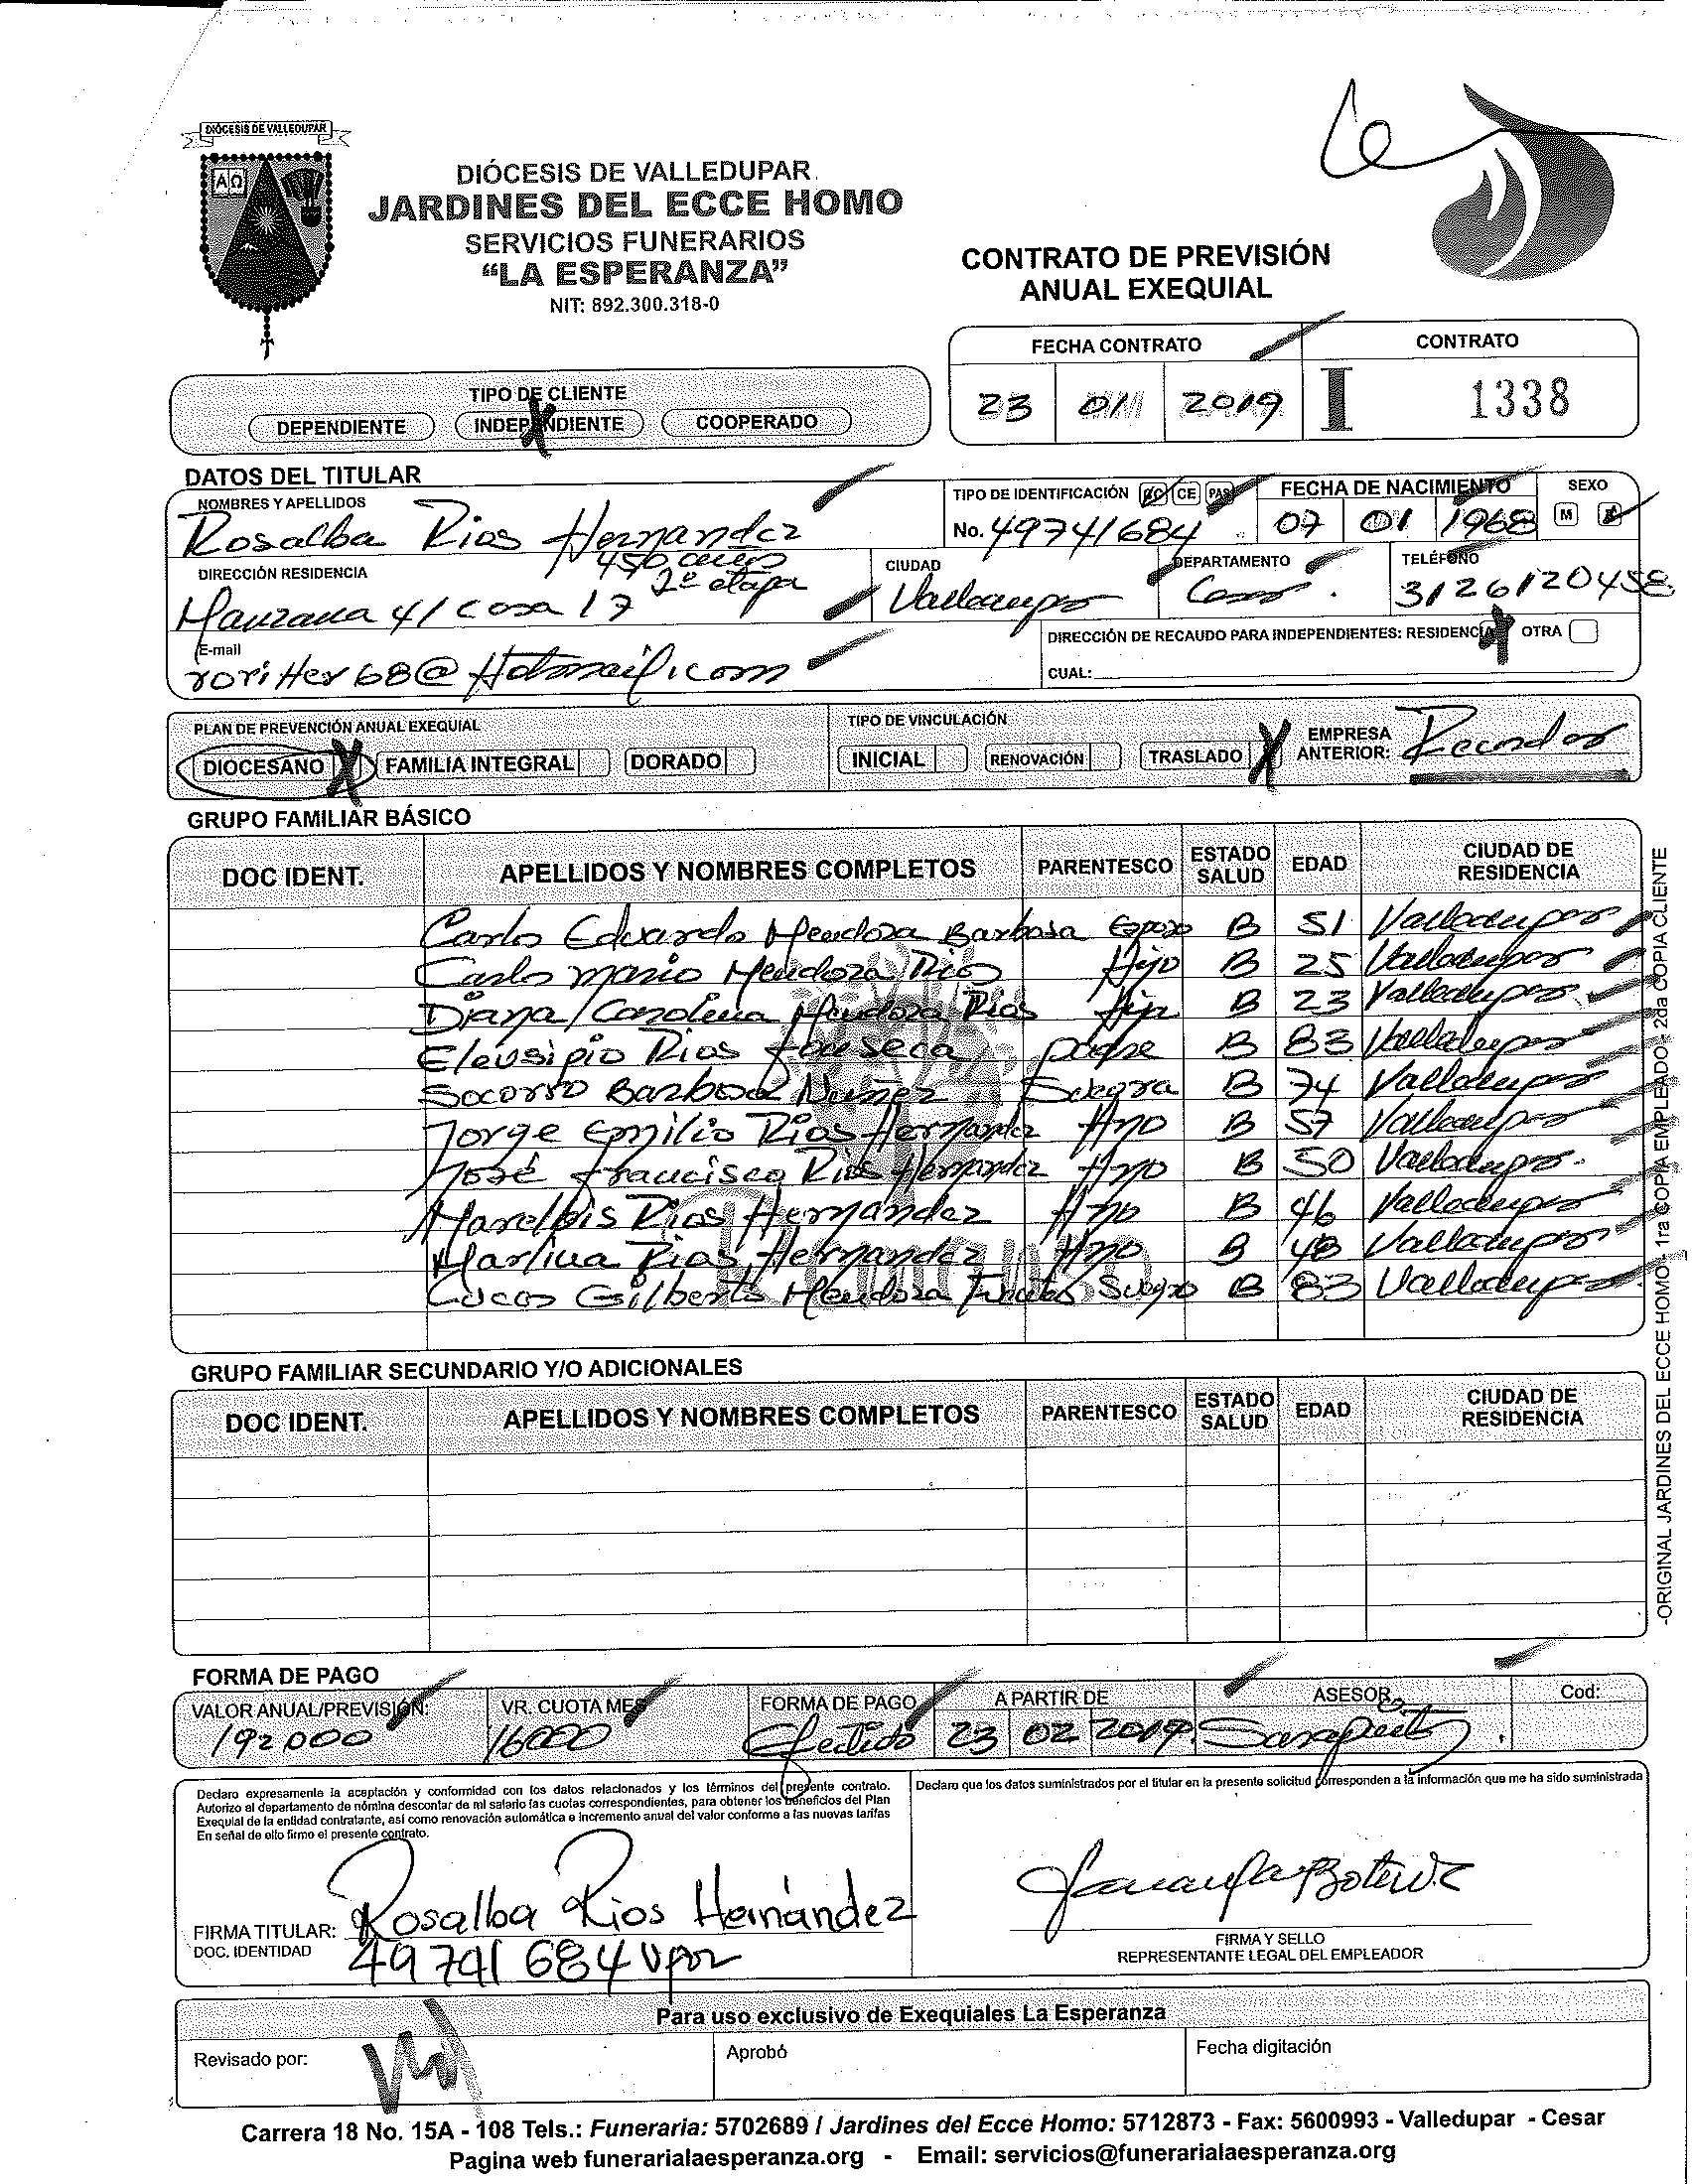 DIÓCESIS DE VALLEDUPAR
DIÓCESIS DE VALLEDUPAR
JARDINES DEL ECCE HOMO
SERVICIOS FUNERARIOS
“LA ESPERANZA”
NIT: 892.300.318-0
CONTRATO DE PREVISIÓN
ANUAL EXEQUIAL
FECHA CONTRATO CONTRATO
23 01 2019 I 1338
TIPO DE CLIENTE
DEPENDIENTE INDEPENDIENTE X COOPERADO
DATOS DEL TITULAR
NOMBRES Y APELLIDOS
Rosalba Rios Hernandez
TIPO DE IDENTIFICACIÓN CC CE PAS
No. 49741684
FECHA DE NACIMIENTO
07 01 1968
SEXO
M F
DIRECCIÓN RESIDENCIA
450 años
2º etapa
Manzana 41 casa 17
CIUDAD
Valledupar
DEPARTAMENTO
Cesar.
TELÉFONO
3126120458
E-mail
roriHer68@Hotmail.com
DIRECCIÓN DE RECAUDO PARA INDEPENDIENTES: RESIDENCIA X OTRA
CUAL:
PLAN DE PREVENCIÓN ANUAL EXEQUIAL
DIOCESANO X FAMILIA INTEGRAL DORADO
TIPO DE VINCULACIÓN
INICIAL RENOVACIÓN TRASLADO X
EMPRESA ANTERIOR: Recordar
GRUPO FAMILIAR BÁSICO
DOC IDENT. APELLIDOS Y NOMBRES COMPLETOS PARENTESCO ESTADO SALUD EDAD CIUDAD DE RESIDENCIA
Carlos Eduardo Mendoza Barbosa Esposo B 51 Valledupar
Carlos Mario Mendoza Rios Hijo B 25 Valledupar
Diana Carolina Mendoza Rios Hija B 23 Valledupar
Eleusipio Rios Fonseca padre B 83 Valledupar
Socorro Barbosa Nuñez Suegra B 74 Valledupar
Jorge Emilio Rios Hernandez Hno B 57 Valledupar
José Francisco Rios Hernandez Hno B 50 Valledupar.
Marelbis Rios Hernandez Hno B 46 Valledupar
Marlina Rios Hernandez Hno B 48 Valledupar
Lucas Gilberto Mendoza Fuentes Suegro B 83 Valledupar
GRUPO FAMILIAR SECUNDARIO Y/O ADICIONALES
DOC IDENT. APELLIDOS Y NOMBRES COMPLETOS PARENTESCO ESTADO SALUD EDAD CIUDAD DE RESIDENCIA
-ORIGINAL JARDINES DEL ECCE HOMO - 1ra COPIA EMPLEADO - 2da COPIA CLIENTE
FORMA DE PAGO
VALOR ANUAL/PREVISIÓN: VR. CUOTA MES FORMA DE PAGO A PARTIR DE ASESOR Cod:
192000 16000 Efectivo 23 02 2019.
Declaro expresamente la aceptación y conformidad con los datos relacionados y los términos del presente contrato.
Autorizo al departamento de nómina descontar de mi salario las cuotas correspondientes, para obtener los beneficios del Plan
Exequial de la entidad contratante, así como renovación automática e incremento anual del valor conforme a las nuevas tarifas
En señal de ello firmo el presente contrato.
Declaro que los datos suministrados por el titular en la presente solicitud corresponden a la información que me ha sido suministrada
FIRMA TITULAR: Rosalba Rios Hernández
DOC. IDENTIDAD 49741684 Vpar
FIRMA Y SELLO
REPRESENTANTE LEGAL DEL EMPLEADOR
Para uso exclusivo de Exequiales La Esperanza
Revisado por: Aprobó Fecha digitación
Carrera 18 No. 15A - 108 Tels.: Funeraria: 5702689 / Jardines del Ecce Homo: 5712873 - Fax: 5600993 - Valledupar - Cesar
Pagina web funerarialaesperanza.org - Email: servicios@funerarialaesperanza.org